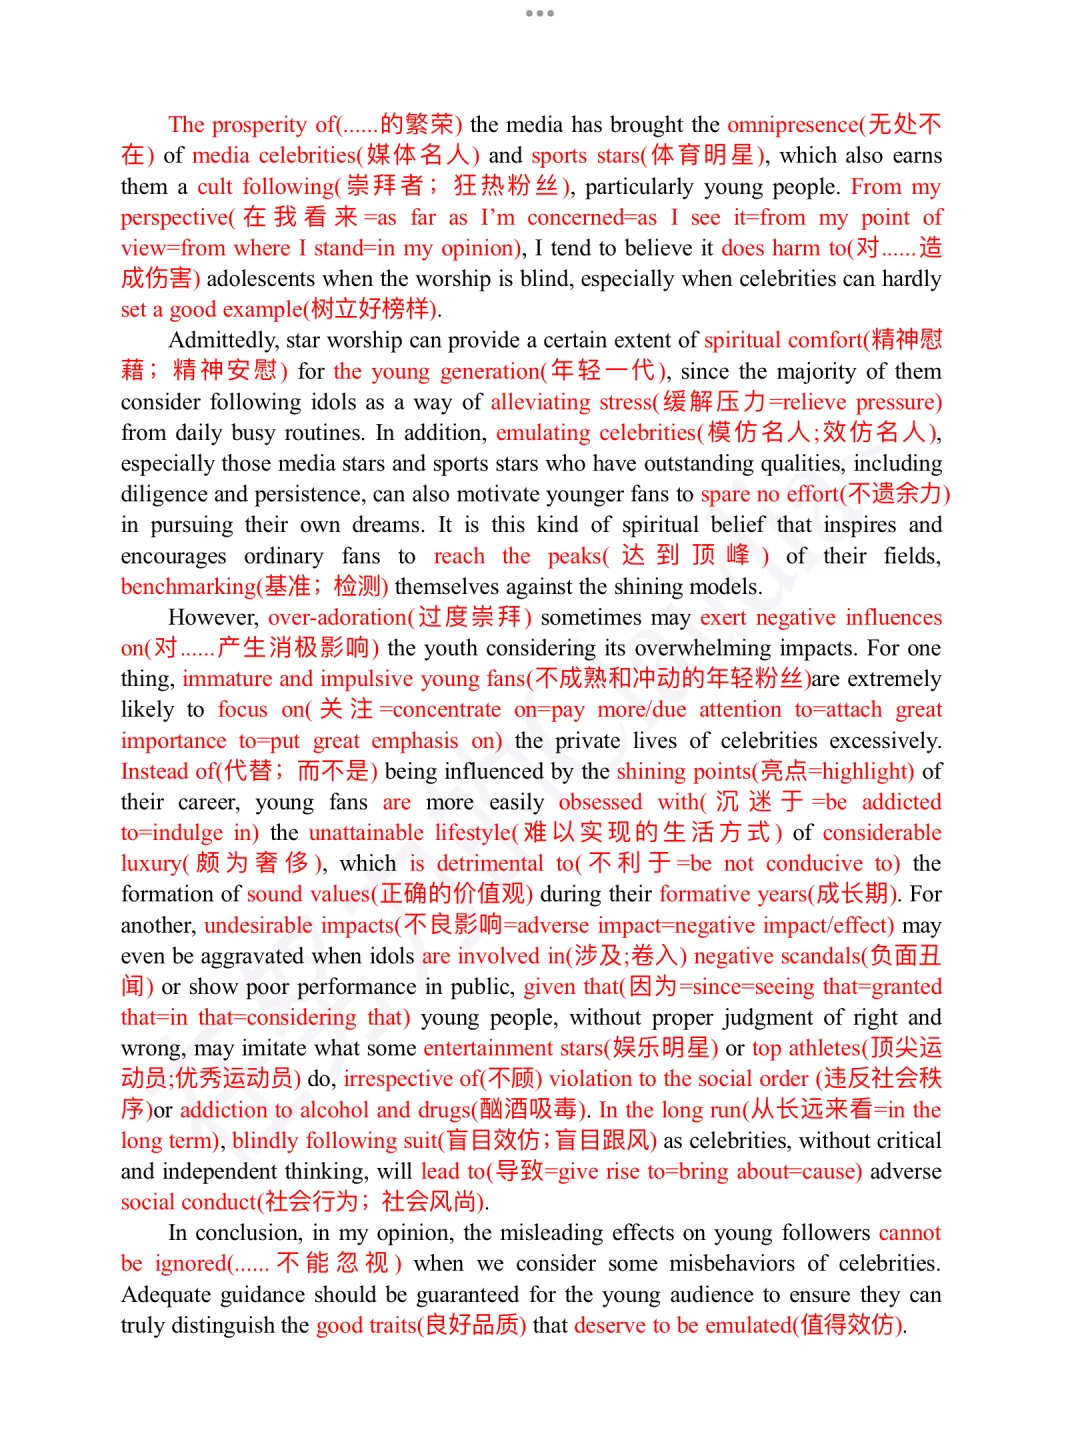 The prosperity of(......的繁荣) the media has brought the omnipresence(无处不
在) of media celebrities(媒体名人) and sports stars(体育明星), which also earns
them a cult following(崇拜者；狂热粉丝), particularly young people. From my
perspective(在我看来=as far as I'm concerned=as I see it=from my point of
view=from where I stand=in my opinion), I tend to believe it does harm to(对......造
成伤害) adolescents when the worship is blind, especially when celebrities can hardly
set a good example(树立好榜样).
Admittedly, star worship can provide a certain extent of spiritual comfort(精神慰
藉；精神安慰) for the young generation(年轻一代), since the majority of them
consider following idols as a way of alleviating stress(缓解压力=relieve pressure)
from daily busy routines. In addition, emulating celebrities(模仿名人;效仿名人),
especially those media stars and sports stars who have outstanding qualities, including
diligence and persistence, can also motivate younger fans to spare no effort(不遗余力)
in pursuing their own dreams. It is this kind of spiritual belief that inspires and
encourages ordinary fans to reach the peaks(达到顶峰) of their fields,
benchmarking(基准；检测) themselves against the shining models.
However, over-adoration(过度崇拜) sometimes may exert negative influences
on(对......产生消极影响) the youth considering its overwhelming impacts. For one
thing, immature and impulsive young fans(不成熟和冲动的年轻粉丝)are extremely
likely to focus on(关注=concentrate on=pay more/due attention to=attach great
importance to=put great emphasis on) the private lives of celebrities excessively.
Instead of(代替；而不是) being influenced by the shining points(亮点=highlight) of
their career, young fans are more easily obsessed with(沉迷于=be addicted
to=indulge in) the unattainable lifestyle(难以实现的生活方式) of considerable
luxury(颇为奢侈), which is detrimental to(不利于=be not conducive to) the
formation of sound values(正确的价值观) during their formative years(成长期). For
another, undesirable impacts(不良影响=adverse impact=negative impact/effect) may
even be aggravated when idols are involved in(涉及;卷入) negative scandals(负面丑
闻) or show poor performance in public, given that(因为=since=seeing that=granted
that=in that=considering that) young people, without proper judgment of right and
wrong, may imitate what some entertainment stars(娱乐明星) or top athletes(顶尖运
动员;优秀运动员) do, irrespective of(不顾) violation to the social order (违反社会秩
序)or addiction to alcohol and drugs(酗酒吸毒). In the long run(从长远来看=in the
long term), blindly following suit(盲目效仿；盲目跟风) as celebrities, without critical
and independent thinking, will lead to(导致=give rise to=bring about=cause) adverse
social conduct(社会行为；社会风尚).
In conclusion, in my opinion, the misleading effects on young followers cannot
be ignored(......不能忽视) when we consider some misbehaviors of celebrities.
Adequate guidance should be guaranteed for the young audience to ensure they can
truly distinguish the good traits(良好品质) that deserve to be emulated(值得效仿).